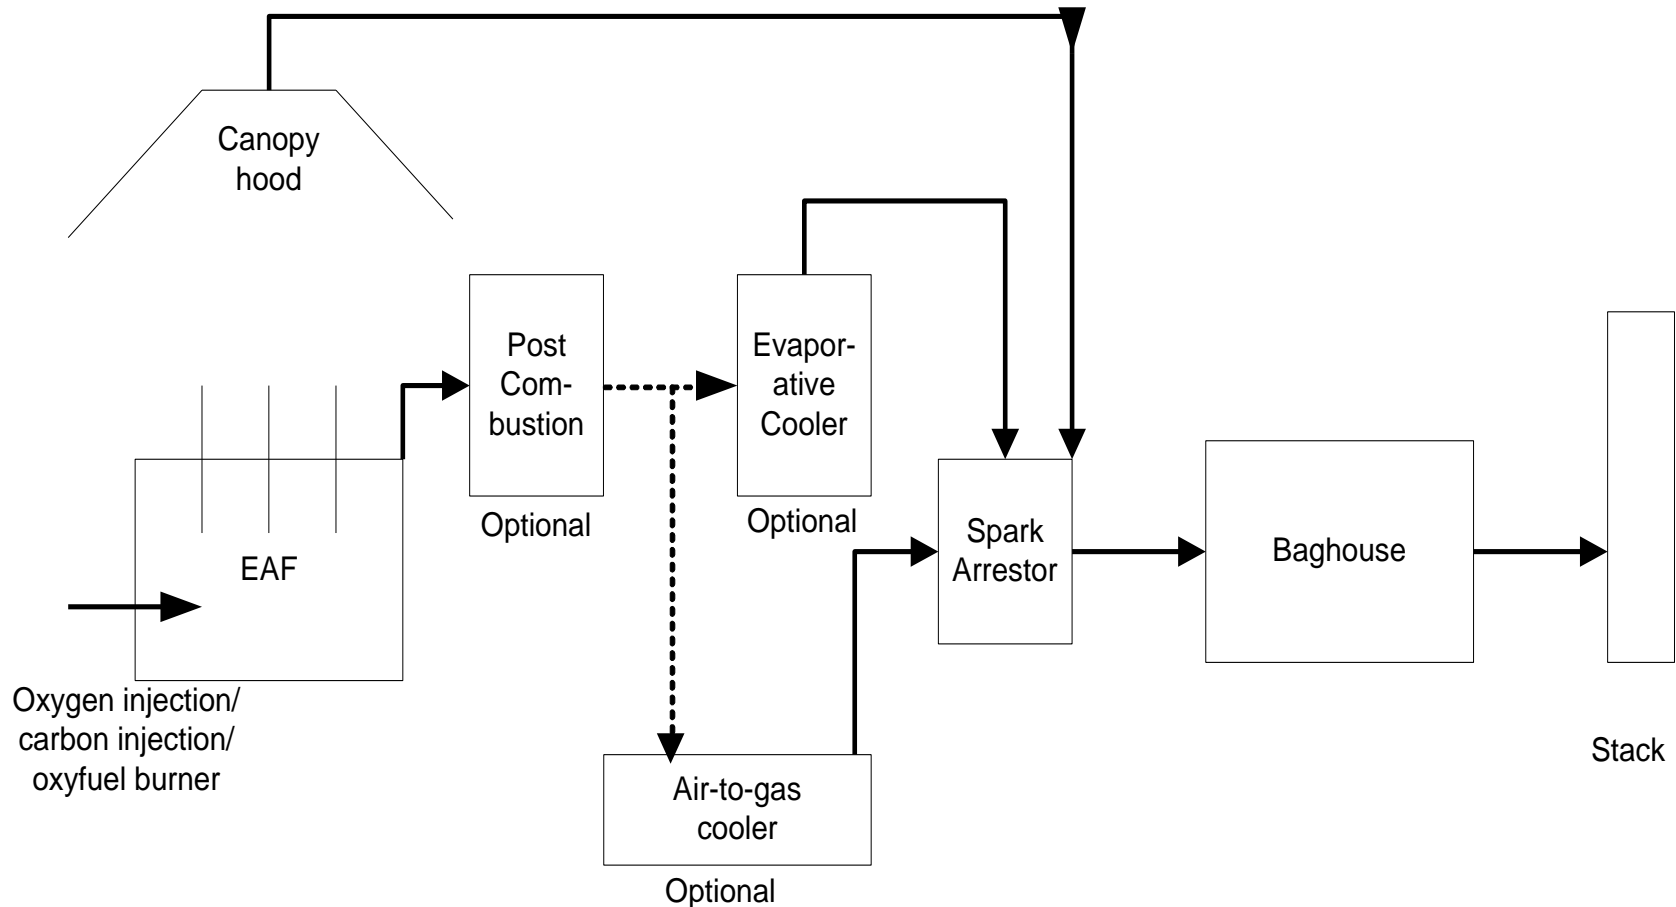 Canopy
hood
Post
Com-
bustion
Optional
Evapor-
ative
Cooler
Optional
EAF
Oxygen injection/
carbon injection/
oxyfuel burner
Air-to-gas
cooler
Optional
Spark
Arrestor
Baghouse
Stack